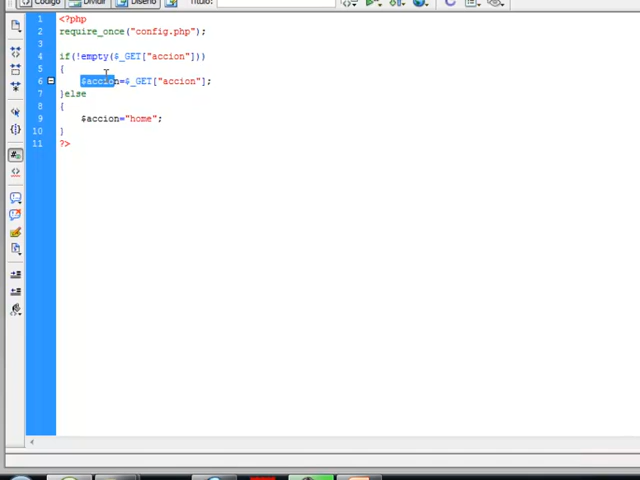 Código Dividir Diseño Título:
1 <?php
2 require_once("config.php");
3
4 if(!empty($_GET["accion"]))
5 {
6 $accion=$_GET["accion"];
7 }else
8 {
9 $accion="home";
10 }
11 ?>